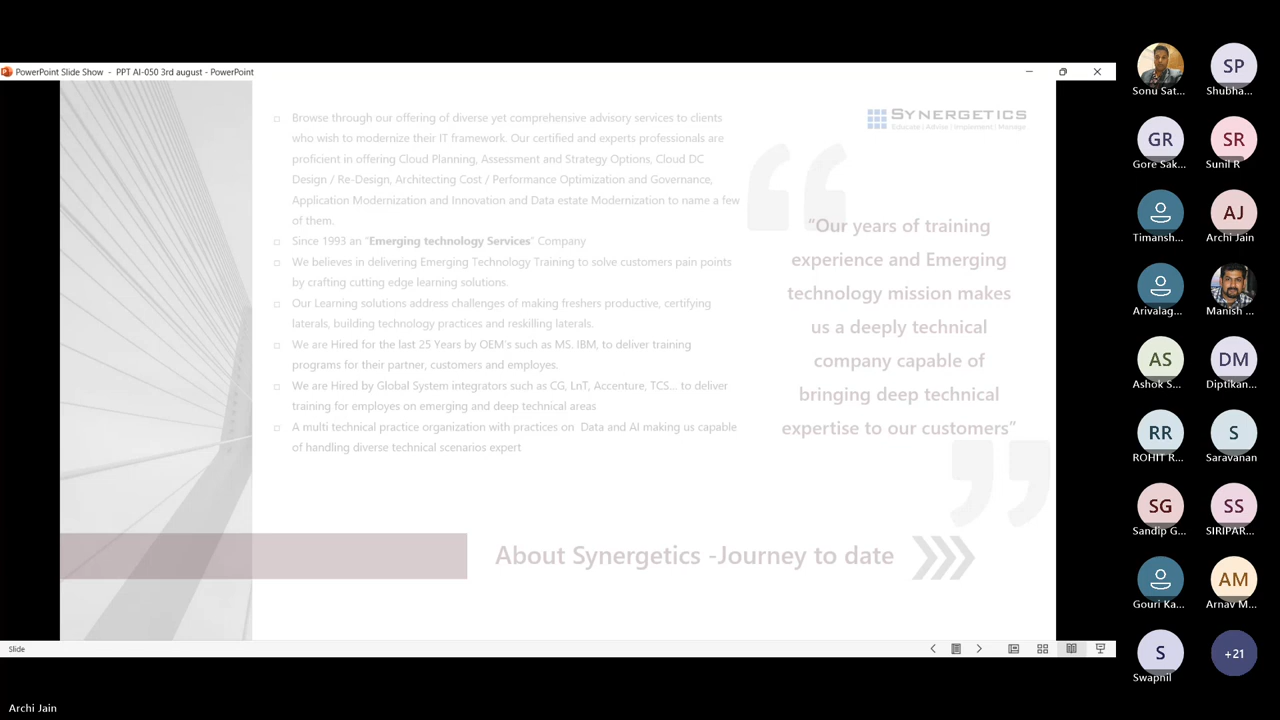 PowerPoint Slide Show - PPT AI-050 3rd august - PowerPoint
Browse through our offering of diverse yet comprehensive advisory services to clients
who wish to modernize their IT framework. Our certified and experts professionals are
proficient in offering Cloud Planning, Assessment and Strategy Options, Cloud DC
Design / Re-Design, Architecting Cost / Performance Optimization and Governance,
Application Modernization and Innovation and Data estate Modernization to name a few
of them.
Since 1993 an "Emerging technology Services" Company
We believes in delivering Emerging Technology Training to solve customers pain points
by crafting cutting edge learning solutions.
Our Learning solutions address challenges of making freshers productive, certifying
laterals, building technology practices and reskilling laterals.
We are Hired for the last 25 Years by OEM's such as MS. IBM, to deliver training
programs for their partner, customers and employes.
We are Hired by Global System integrators such as CG, LnT, Accenture, TCS... to deliver
training for employes on emerging and deep technical areas
A multi technical practice organization with practices on Data and AI making us capable
of handling diverse technical scenarios expert
SYNERGETICS
Educate | Advise | Implement | Manage
“Our years of training
experience and Emerging
technology mission makes
us a deeply technical
company capable of
bringing deep technical
expertise to our customers”
About Synergetics -Journey to date
Slide
Archi Jain
Sonu Sat...
SP
Shubha...
GR
Gore Sak...
SR
Sunil R
Timansh...
AJ
Archi Jain
Arivalag...
Manish ...
AS
Ashok S...
DM
Diptikan...
RR
ROHIT R...
S
Saravanan
SG
Sandip G...
SS
SIRIPAR...
Gouri Ka...
AM
Arnav M...
S
Swapnil
+21